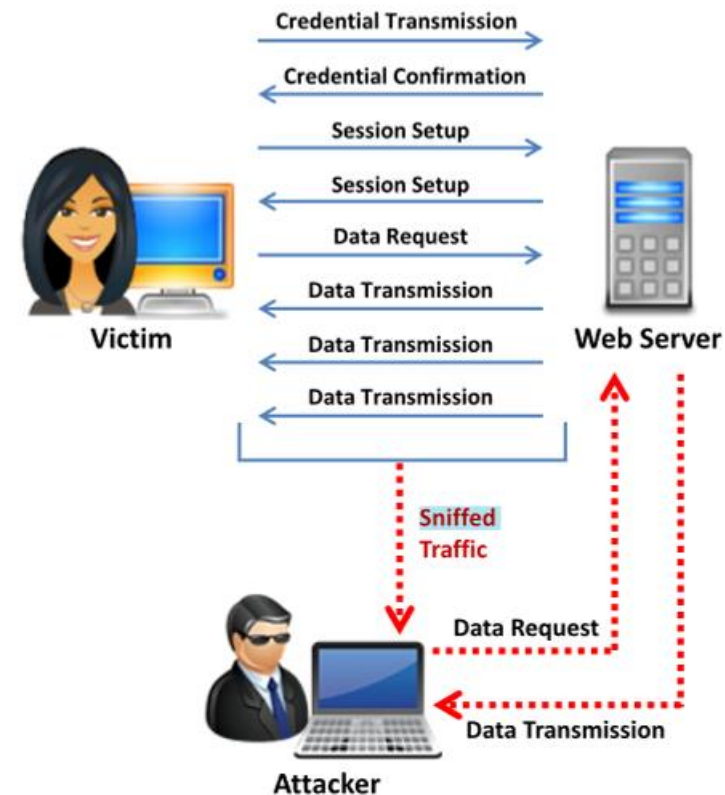 Credential Transmission
Credential Confirmation
Session Setup
Session Setup
Data Request
Data Transmission
Victim
Web Server
Data Transmission
Data Transmission
Sniffed
Traffic
Data Request
Data Transmission
Attacker